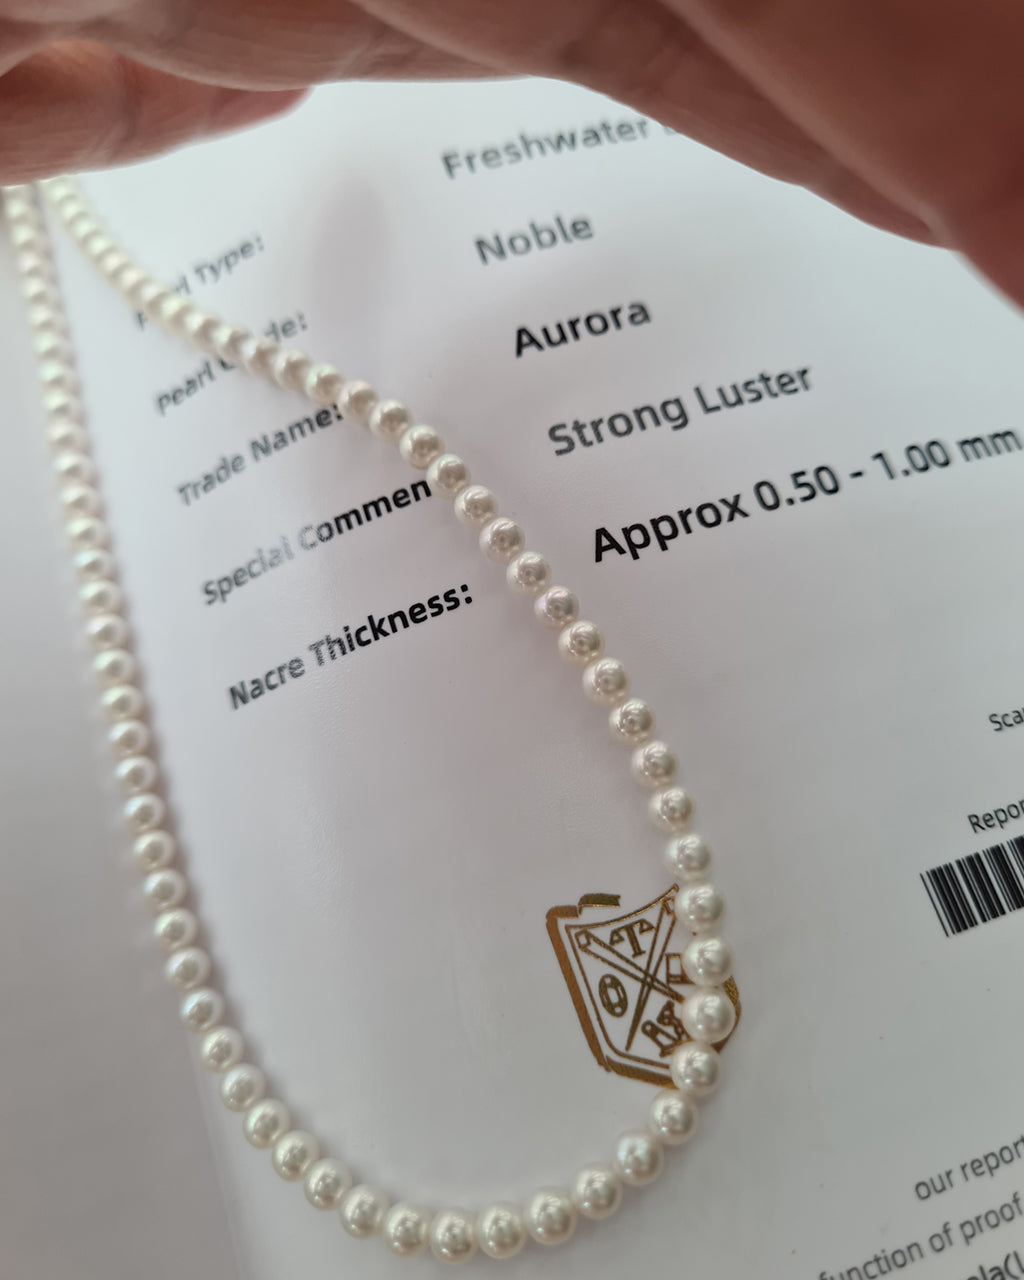 Freshwater
Type:
Noble
Pearl
Aurora
Trade Name:
Strong Luster
Special Commen
Approx 0.50 - 1.00 mm
Nacre Thickness:
T
Repor
our report
function of proof